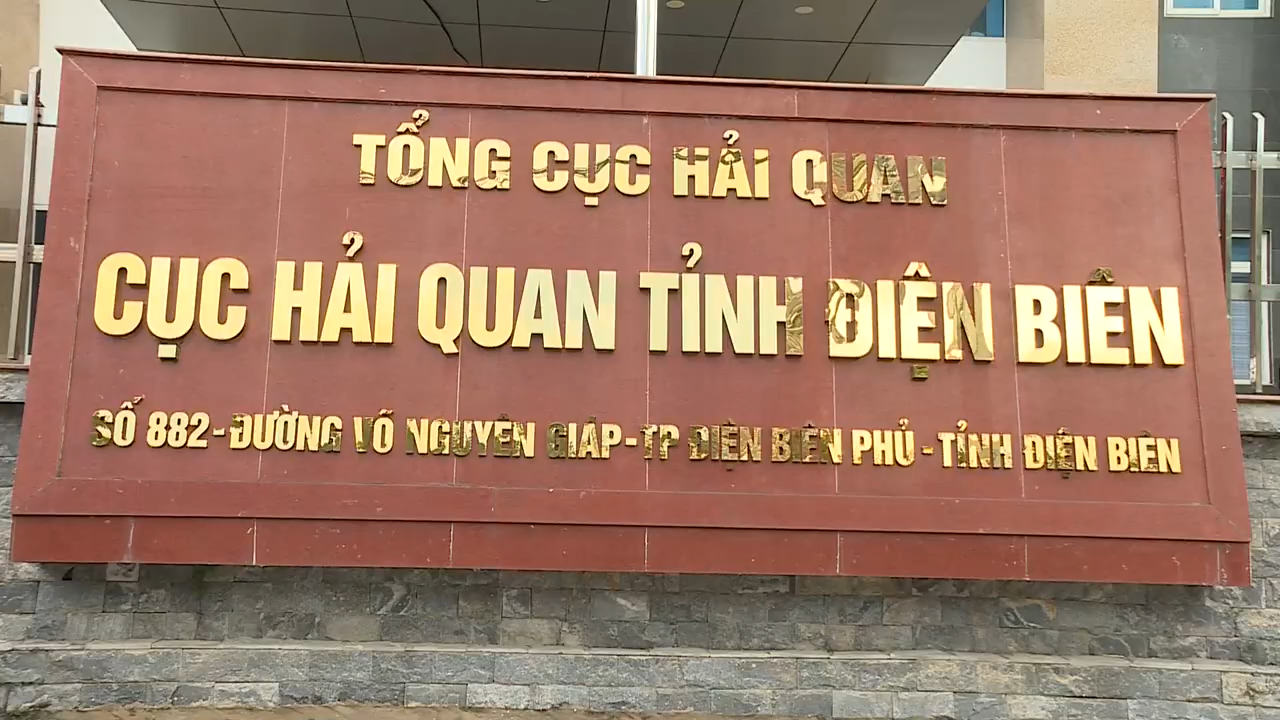 TỔNG CỤC HẢI QUAN
CỤC HẢI QUAN TỈNH ĐIỆN BIÊN
SỐ 882-ĐƯỜNG VÕ NGUYÊN GIÁP-TP ĐIỆN BIÊN PHỦ-TỈNH ĐIỆN BIÊN